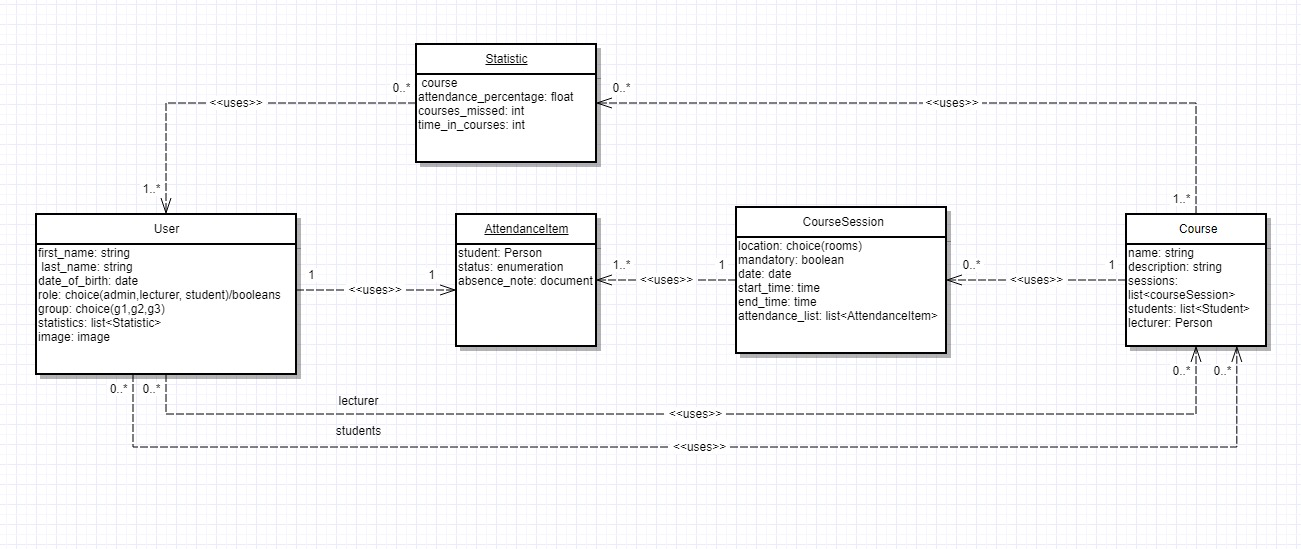 Statistic
0..*
0..*
course
attendance_percentage: float
courses_missed: int
time_in_courses: int
<<uses>>
<<uses>>
1..*
1..*
User
first_name: string
last_name: string
date_of_birth: date
role: choice(admin,lecturer, student)/booleans
group: choice(g1,g2,g3)
statistics: list<Statistic>
image: image
1
<<uses>>
1
AttendanceItem
student: Person
status: enumeration
absence_note: document
1..*
<<uses>>
1
CourseSession
location: choice(rooms)
mandatory: boolean
date: date
start_time: time
end_time: time
attendance_list: list<AttendanceItem>
0..*
<<uses>>
1
Course
name: string
description: string
sessions:
list<courseSession>
students: list<Student>
lecturer: Person
0..*
0..*
0..*
0..*
lecturer
<<uses>>
students
<<uses>>